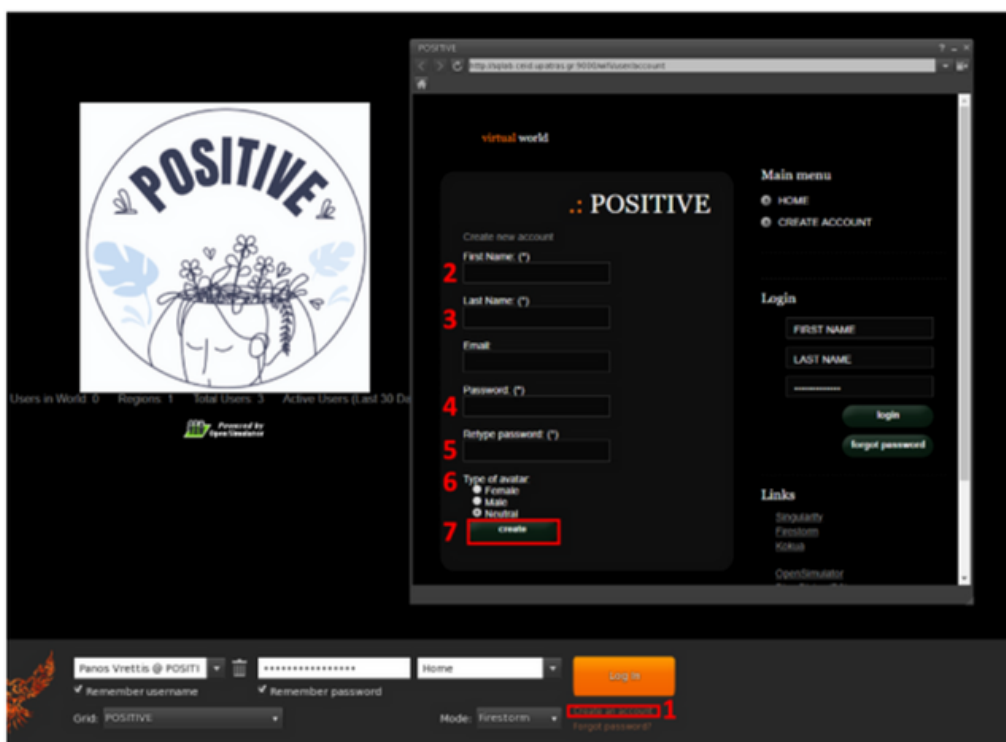 POSITIVE
Users in World: 0 Regions: 1 Total Users: 3 Active Users (Last 30 Da
Powered by
OpenSimulator
POSITIVE
virtual world
.: POSITIVE
Create new account
2
First Name: (*)
3
Last Name: (*)
Email:
4
Password: (*)
5
Retype password: (*)
6
Type of avatar:
Female
Male
Neutral
7
create
Main menu
HOME
CREATE ACCOUNT
Login
FIRST NAME
LAST NAME
login
forgot password
Links
Singularity
Firestorm
Kokua
OpenSimulator
Panos Vrettis @ POSITI
Home
Log In
Remember username
Remember password
Create an account
1
Grid: POSITIVE
Mode: Firestorm
Forgot password?